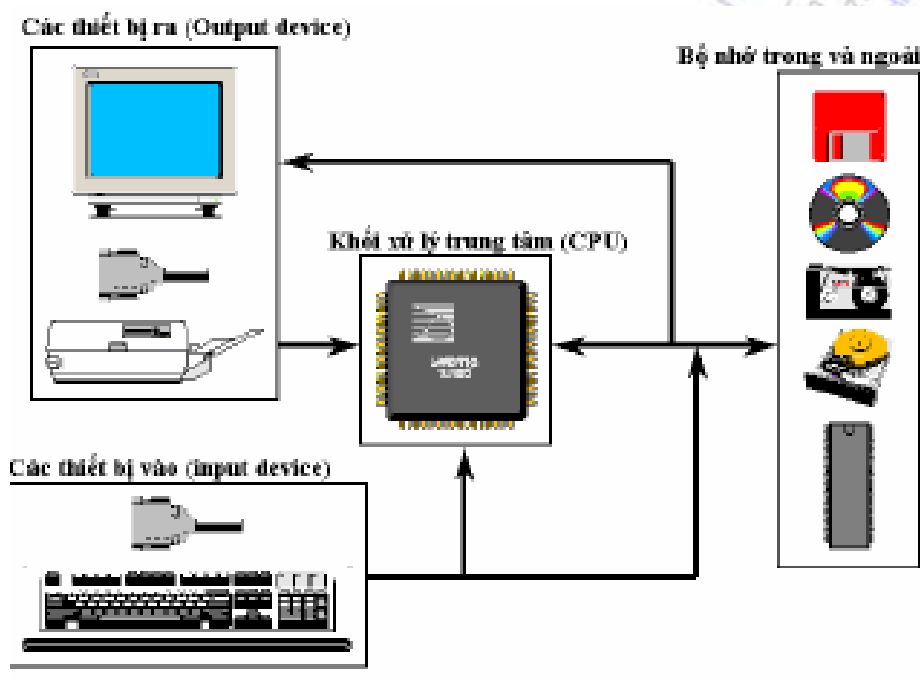 Các thiết bị ra (Output device)
Bộ nhớ trong và ngoài
Khối xử lý trung tâm (CPU)
Các thiết bị vào (input device)